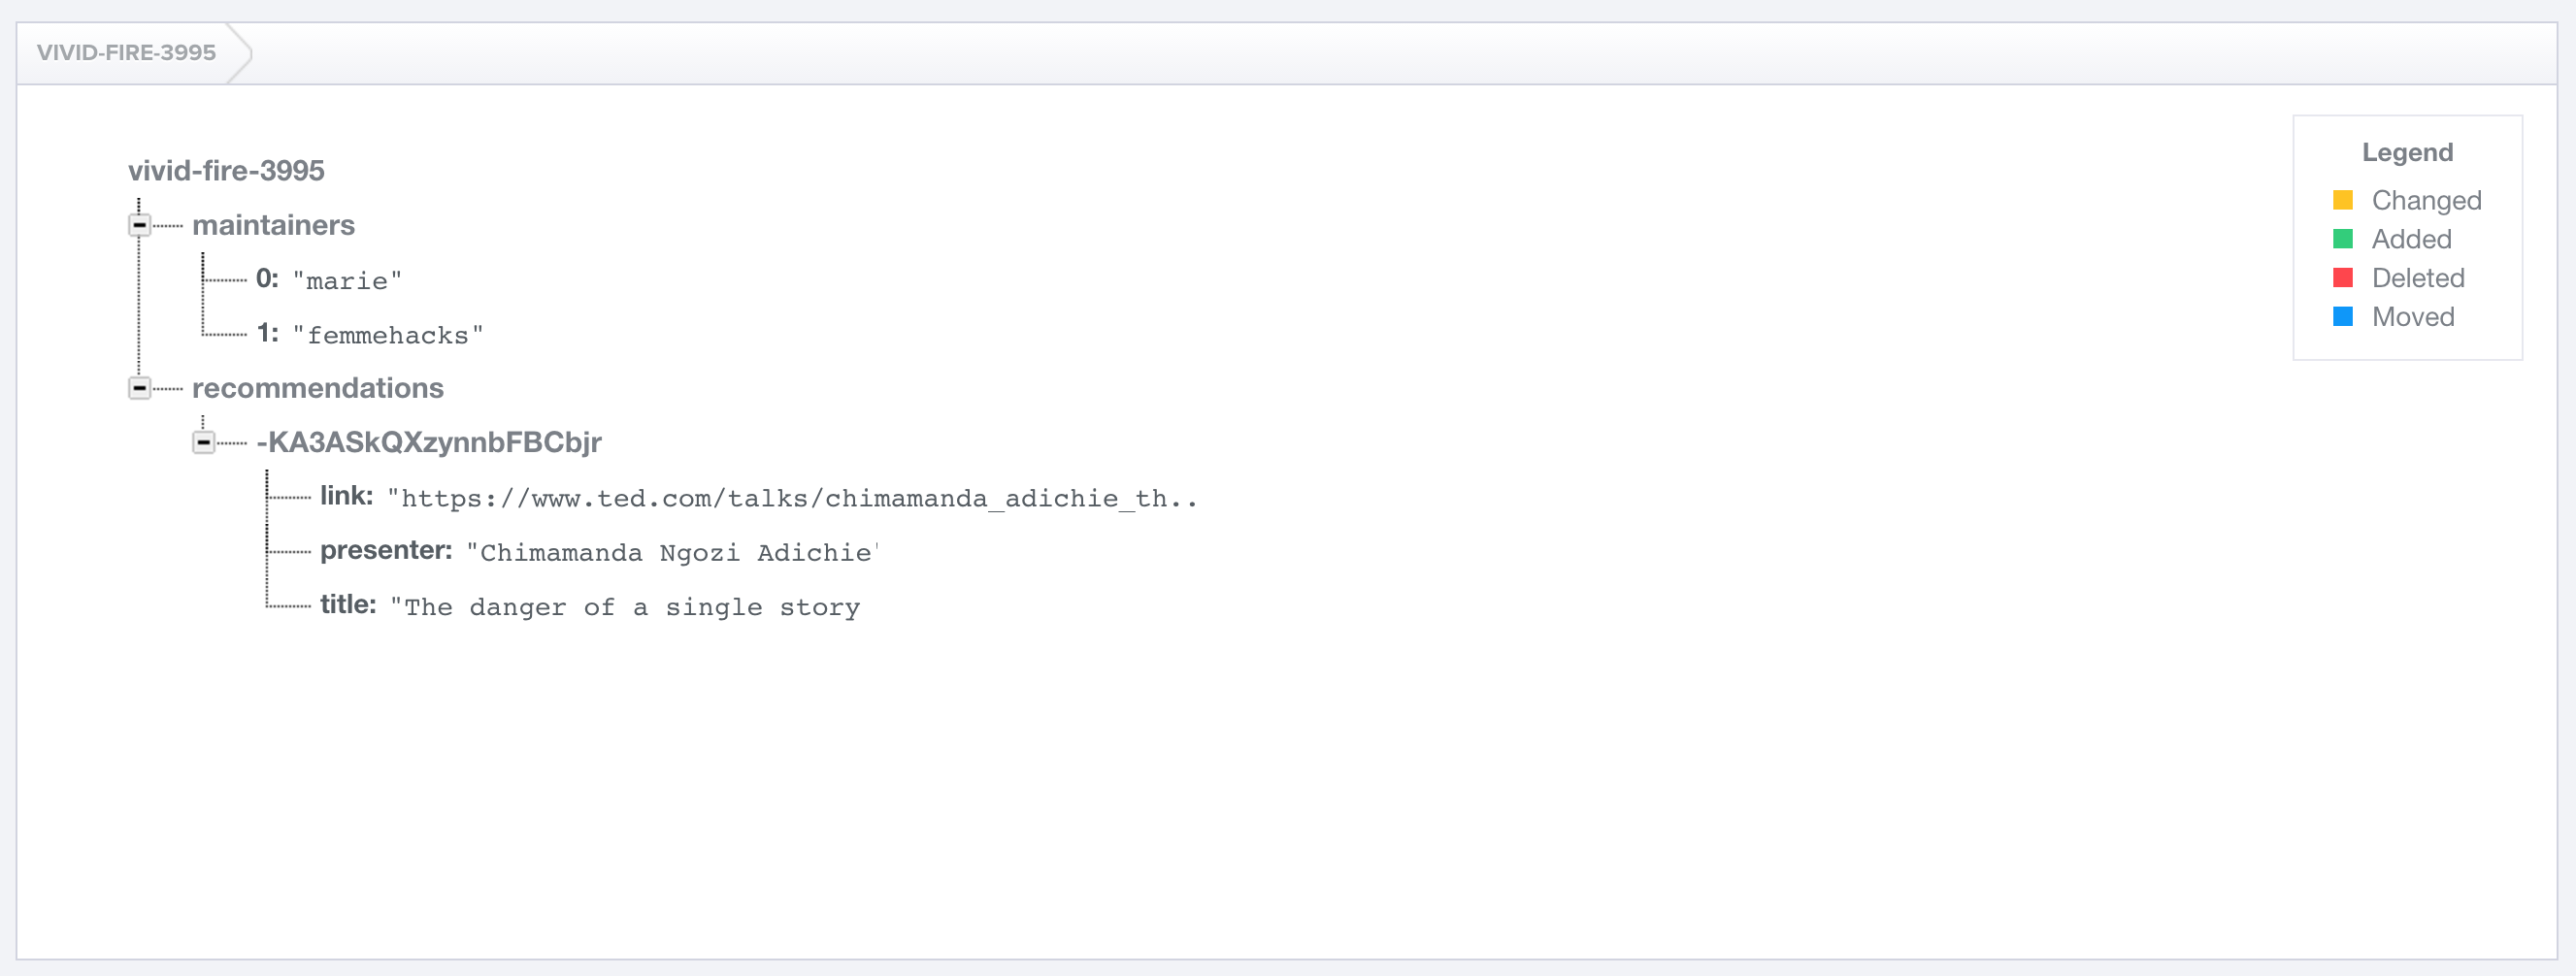 VIVID-FIRE-3995
vivid-fire-3995
maintainers
0: "marie"
1: "femmehacks"
recommendations
-KA3ASkQXzynnbFBCbjr
link: "https://www.ted.com/talks/chimamanda_adichie_th..
presenter: "Chimamanda Ngozi Adichie'
title: "The danger of a single story
Legend
Changed
Added
Deleted
Moved